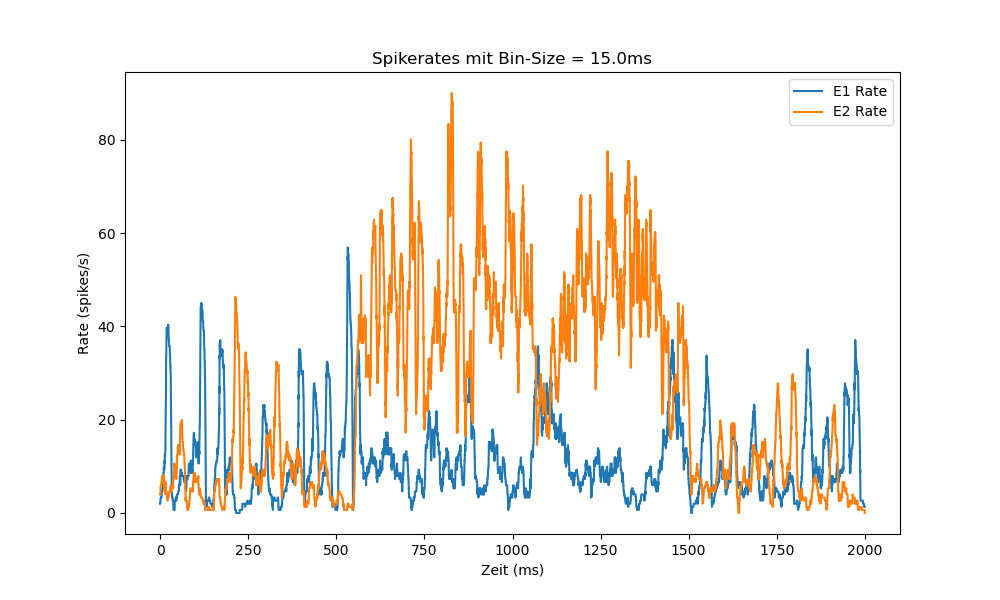 Spikerates mit Bin-Size = 15.0ms
E1 Rate
E2 Rate
Rate (spikes/s)
80
60
40
20
0
0 250 500 750 1000 1250 1500 1750 2000
Zeit (ms)